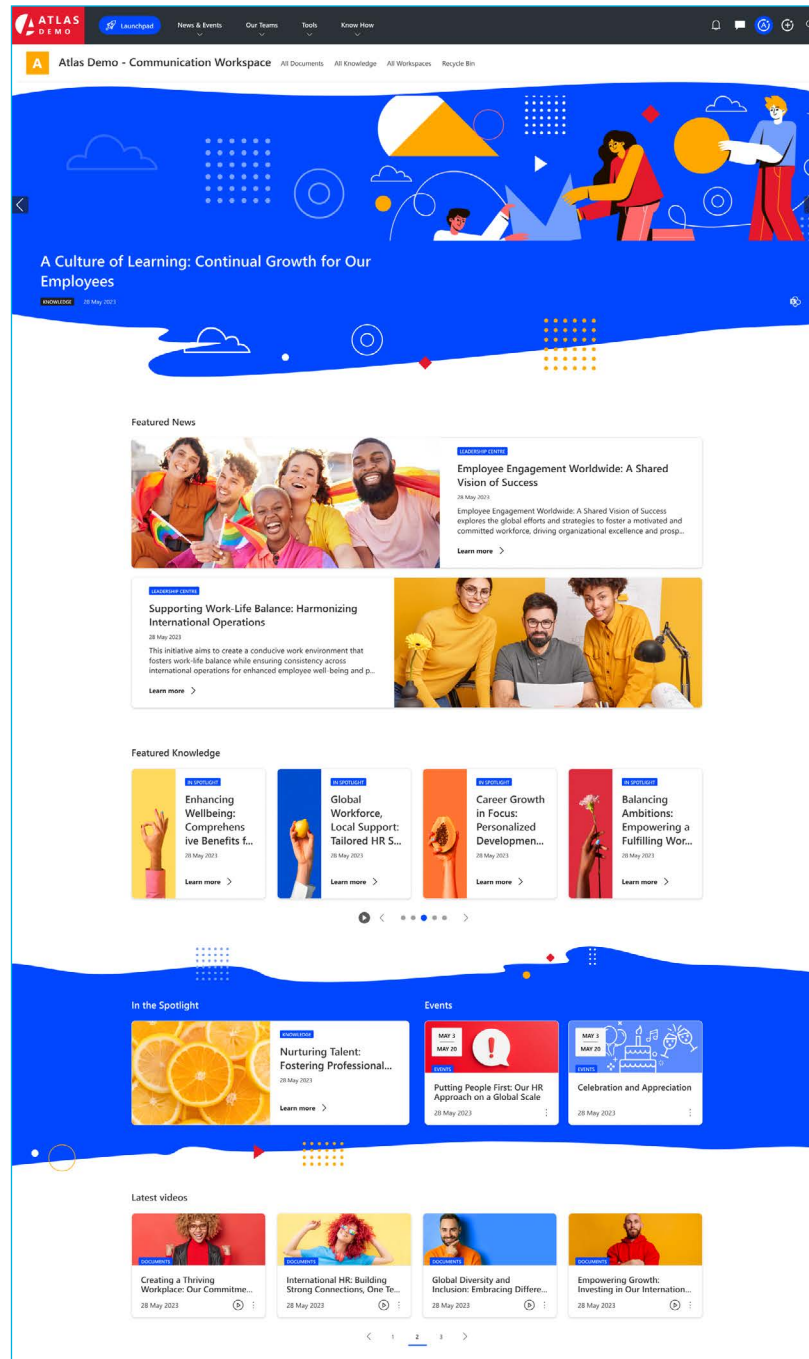 ATLAS
DEMO
Launchpad
News & Events
Our Teams
Tools
Know How
A
Atlas Demo - Communication Workspace
All Documents
All Knowledge
All Workspaces
Recycle Bin
A Culture of Learning: Continual Growth for Our
Employees
KNOWLEDGE
28 May 2023
Featured News
LEADERSHIP CENTRE
Employee Engagement Worldwide: A Shared
Vision of Success
28 May 2023
Employee Engagement Worldwide: A Shared Vision of Success
explores the global efforts and strategies to foster a motivated and
committed workforce, driving organizational excellence and prosp...
Learn more
LEADERSHIP CENTRE
Supporting Work-Life Balance: Harmonizing
International Operations
28 May 2023
This initiative aims to create a conducive work environment that
fosters work-life balance while ensuring consistency across
international operations for enhanced employee well-being and p...
Learn more
Featured Knowledge
IN SPOTLIGHT
Enhancing
Wellbeing:
Comprehens
ive Benefits f...
28 May 2023
Learn more
IN SPOTLIGHT
Global
Workforce,
Local Support:
Tailored HR S...
28 May 2023
Learn more
IN SPOTLIGHT
Career Growth
in Focus:
Personalized
Developmen...
28 May 2023
Learn more
IN SPOTLIGHT
Balancing
Ambitions:
Empowering a
Fulfilling Wor...
28 May 2023
Learn more
In the Spotlight
KNOWLEDGE
Nurturing Talent:
Fostering Professional...
28 May 2023
Learn more
Events
MAY 3
MAY 20
EVENTS
Putting People First: Our HR
Approach on a Global Scale
28 May 2023
MAY 3
MAY 20
EVENTS
Celebration and Appreciation
28 May 2023
Latest videos
DOCUMENTS
Creating a Thriving
Workplace: Our Commitme...
28 May 2023
DOCUMENTS
International HR: Building
Strong Connections, One Te...
28 May 2023
DOCUMENTS
Global Diversity and
Inclusion: Embracing Differe...
28 May 2023
DOCUMENTS
Empowering Growth:
Investing in Our Internation...
28 May 2023
1 2 3